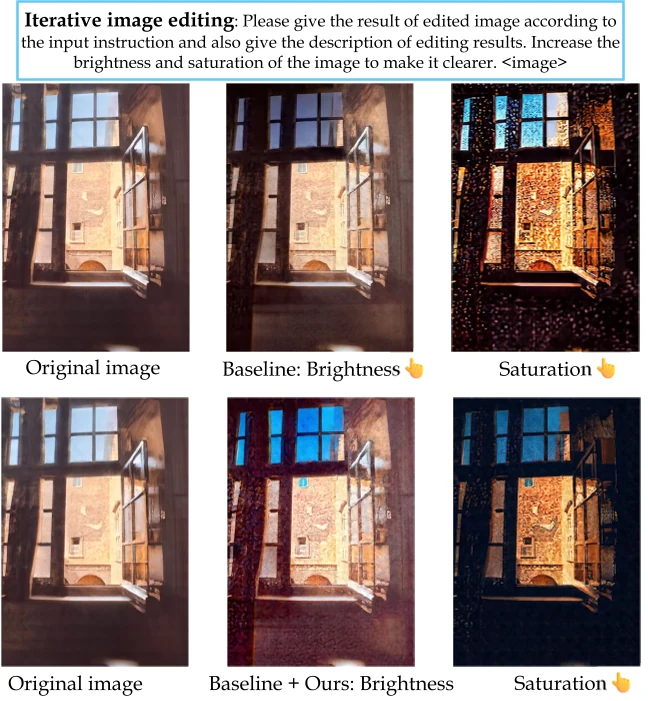 Iterative image editing: Please give the result of edited image according to
the input instruction and also give the description of editing results. Increase the
brightness and saturation of the image to make it clearer. <image>
Original image
Baseline: Brightness👆
Saturation👆
Original image
Baseline + Ours: Brightness
Saturation👆